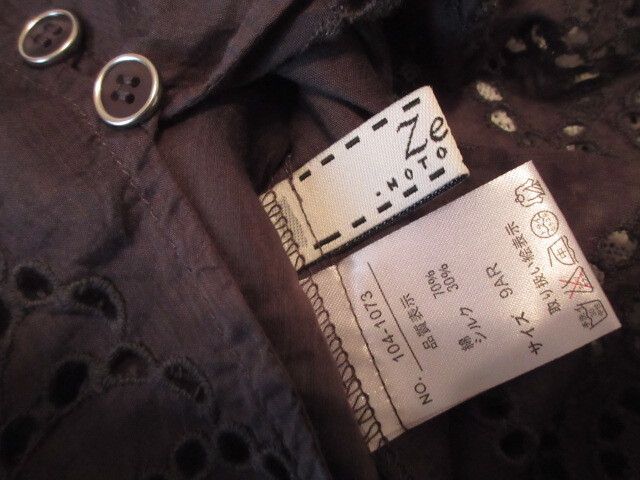 Ze
MOTO
NO. 104-1073
品質表示
綿 70%
シルク 30%
サイズ 9AR
取り扱い絵表示